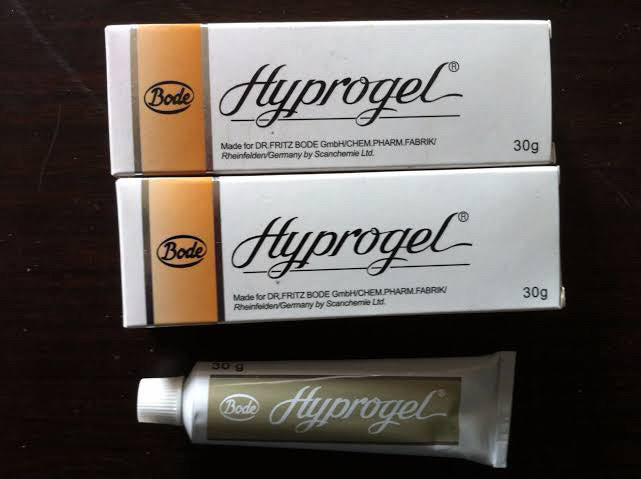 Bode
Hyprogel®
Made for DR.FRITZ BODE GmbH/CHEM.PHARM.FABRIK/
Rheinfelden/Germany by Scanchemie Ltd.
30g
Bode
Hyprogel®
Made for DR.FRITZ BODE GmbH/CHEM.PHARM.FABRIK/
Rheinfelden/Germany by Scanchemie Ltd.
30g
30 g
Bode
Hyprogel®